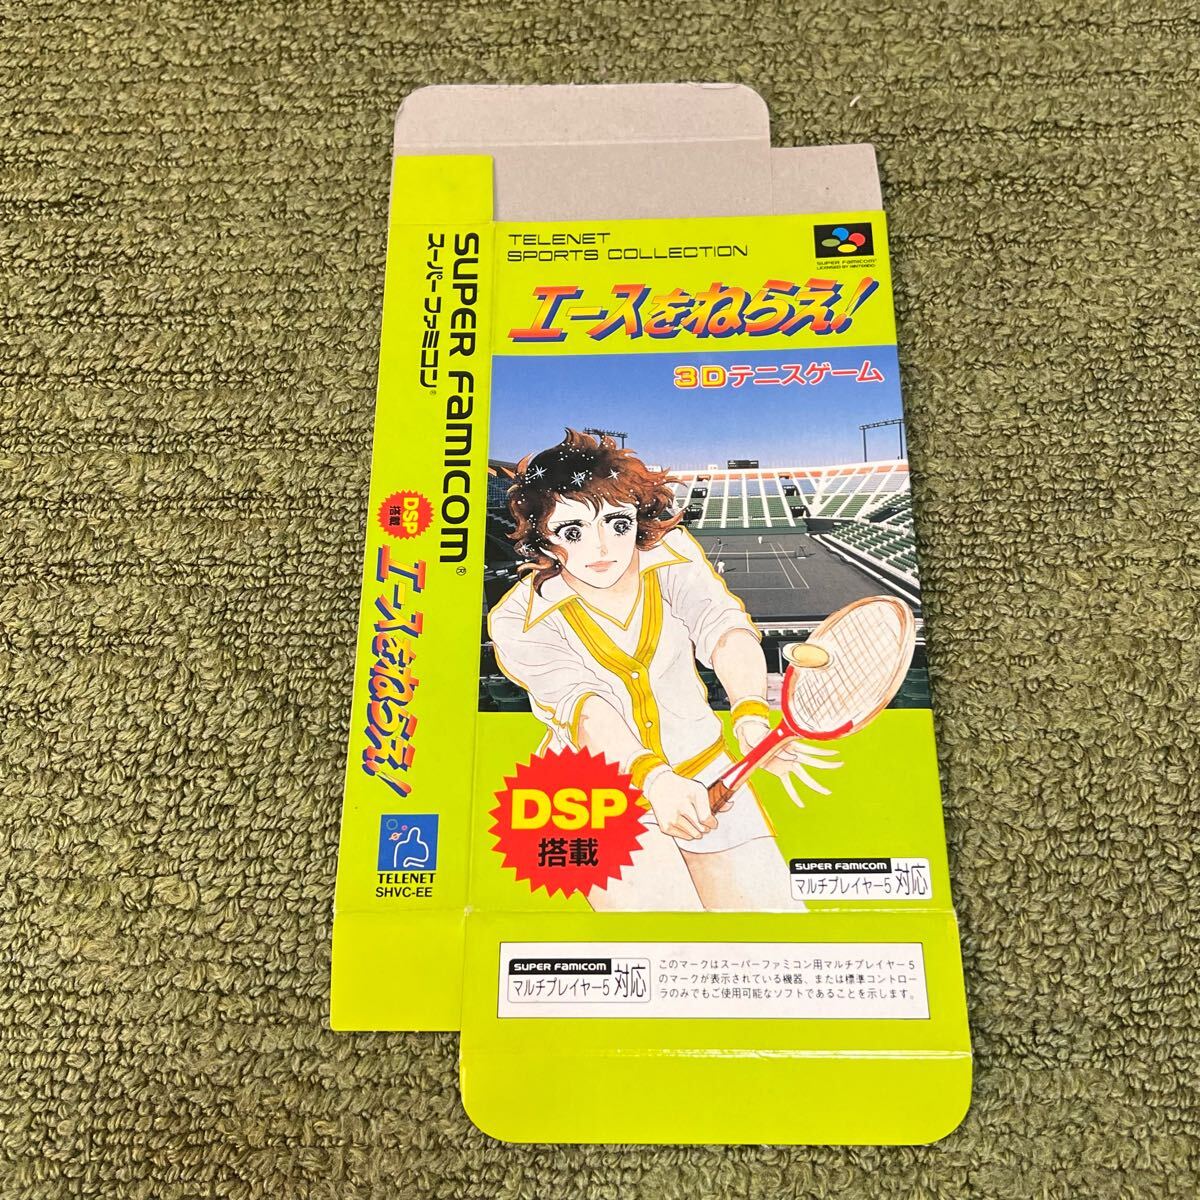 SUPER FAMICOM®
スーパーファミコン®
DSP
搭載
エースをねらえ!
TELENET
SHVC-EE
TELENET
SPORTS COLLECTION
SUPER FAMICOM®
LICENSED BY NINTENDO
エースをねらえ!
3Dテニスゲーム
DSP
搭載
SUPER FAMICOM
マルチプレイヤー5 対応
SUPER FAMICOM
マルチプレイヤー5 対応
このマークはスーパーファミコン用マルチプレイヤー5
のマークが表示されている機器、または標準コントロー
ラのみでもご使用可能なソフトであることを示します。